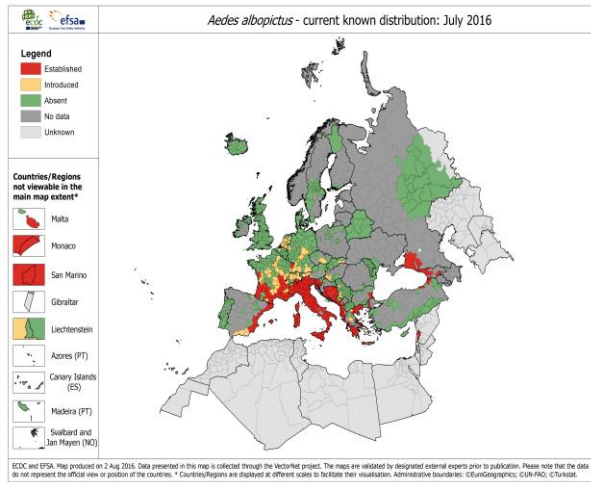 ecdc
efsa
Aedes albopictus - current known distribution: July 2016
Legend
Established
Introduced
Absent
No data
Unknown
Countries/Regions
not viewable in the
main map extent*
Malta
Monaco
San Marino
Gibraltar
Liechtenstein
Azores (PT)
Canary Islands
(ES)
Madeira (PT)
Svalbard and
Jan Mayen (NO)
ECDC and EFSA. Map produced on 2 Aug 2016. Data presented in this map is collected through the VectorNet project. The maps are validated by designated external experts prior to publication. Please note that the data
do not represent the official view or position of the countries. * Countries/Regions are displayed at different scales to facilitate their visualisation. Administrative boundaries: ©EuroGeographics; ©UN-FAO; ©Turkstat.